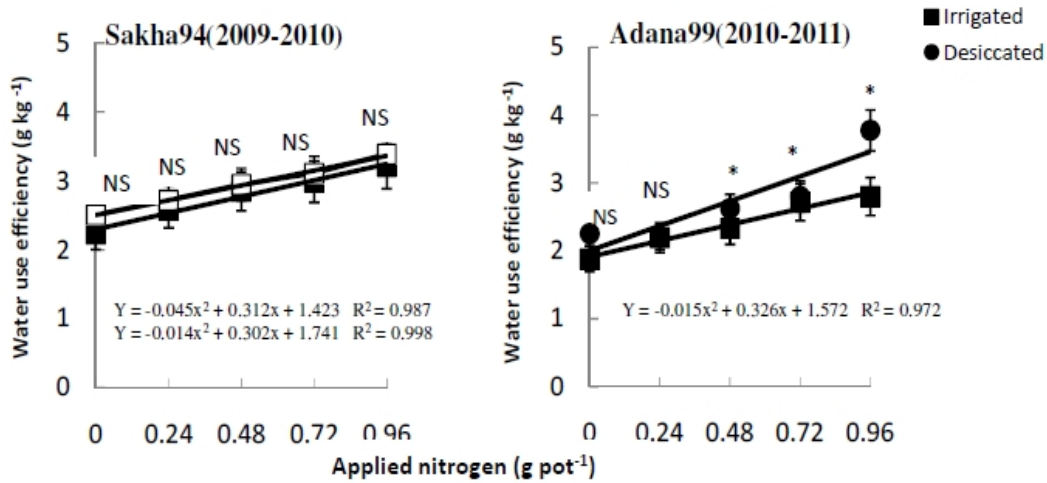 Sakha94(2009-2010)
Water use efficiency (g kg⁻¹)
5
4
3
2
1
0
NS
NS
NS
NS
NS
Y = -0.045x² + 0.312x + 1.423 R² = 0.987
Y = -0.014x² + 0.302x + 1.741 R² = 0.998
0 0.24 0.48 0.72 0.96
Adana99(2010-2011)
Water use efficiency (g kg⁻¹)
5
4
3
2
1
0
NS
NS
*
*
*
Y = -0.015x² + 0.326x + 1.572 R² = 0.972
0 0.24 0.48 0.72 0.96
Irrigated
Desiccated
Applied nitrogen (g pot⁻¹)